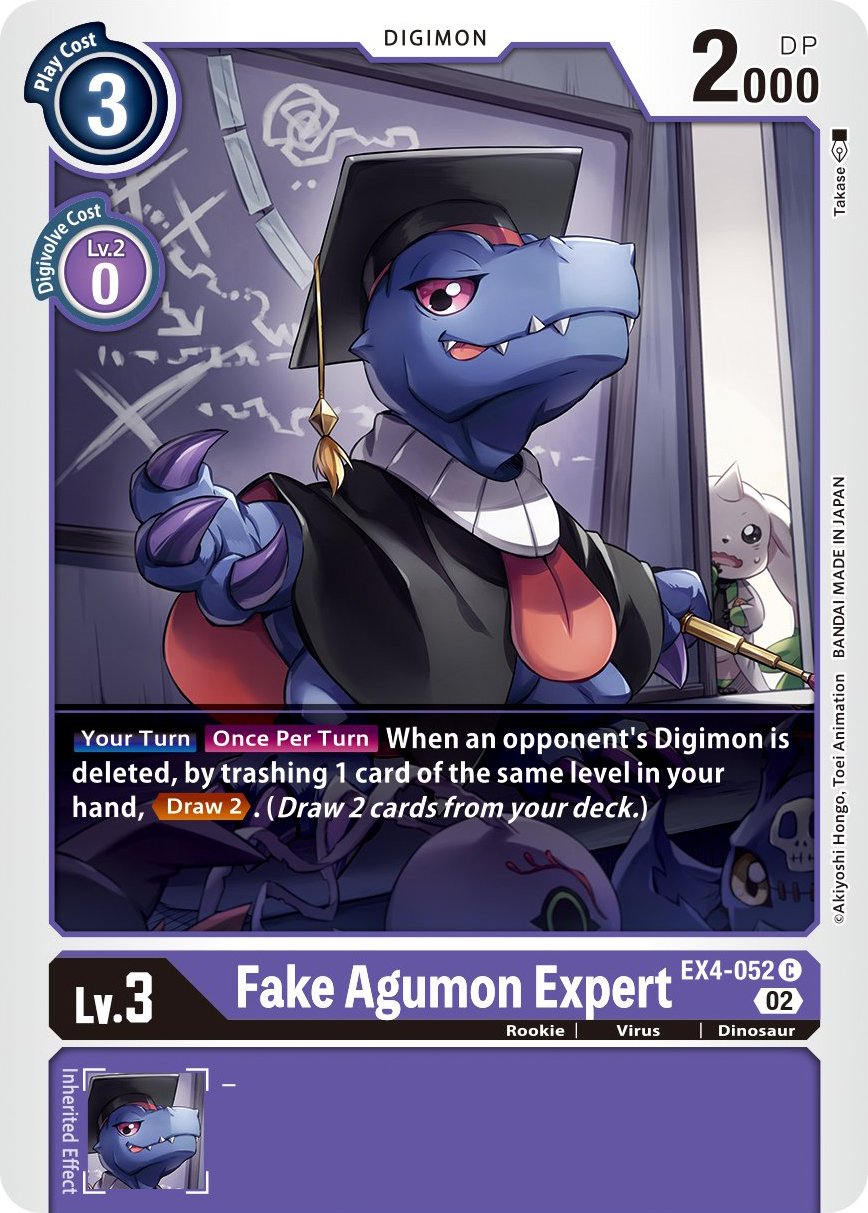 DIGIMON
Play Cost
3
DP
2000
Digivolve Cost
Lv.2
0
Takase
Your Turn Once Per Turn When an opponent's Digimon is
deleted, by trashing 1 card of the same level in your
hand, Draw 2. (Draw 2 cards from your deck.)
©Akiyoshi Hongo, Toei Animation BANDAI MADE IN JAPAN
Lv.3
Fake Agumon Expert
EX4-052 C
02
Rookie | Virus | Dinosaur
Inherited Effect
–